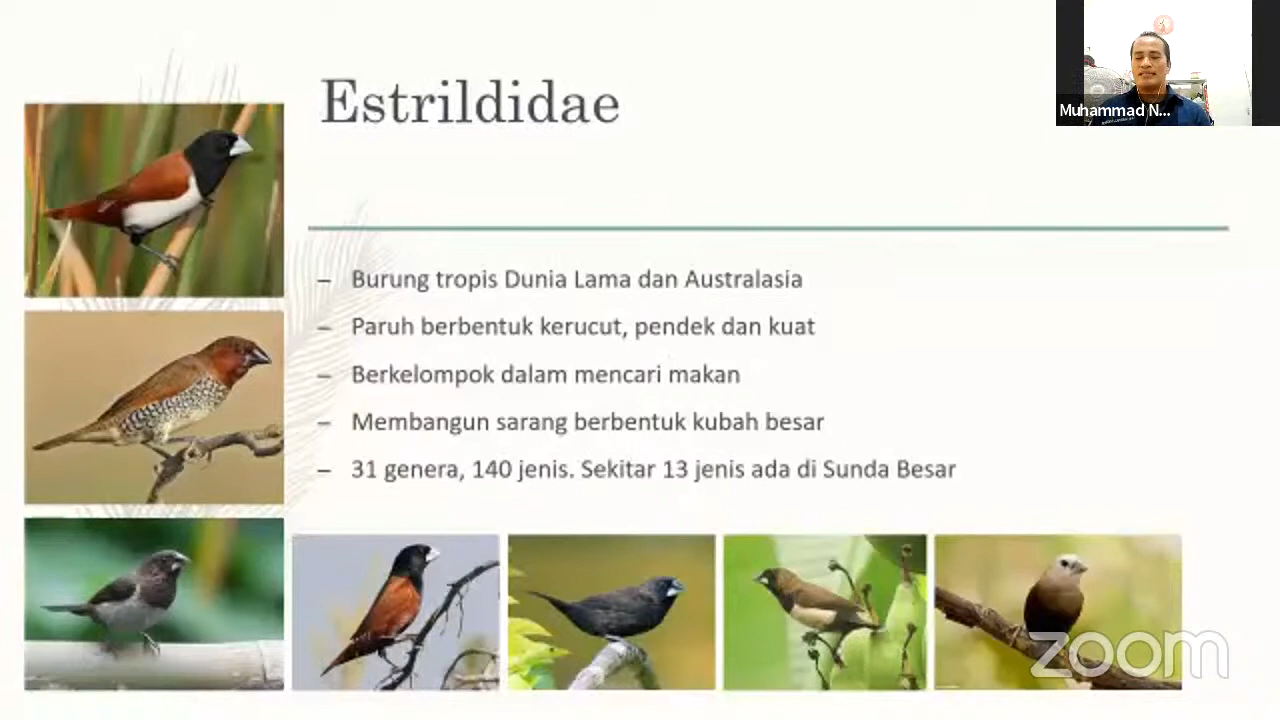 Estrildidae
Muhammad N...
– Burung tropis Dunia Lama dan Australasia
– Paruh berbentuk kerucut, pendek dan kuat
– Berkelompok dalam mencari makan
– Membangun sarang berbentuk kubah besar
– 31 genera, 140 jenis. Sekitar 13 jenis ada di Sunda Besar
zoom